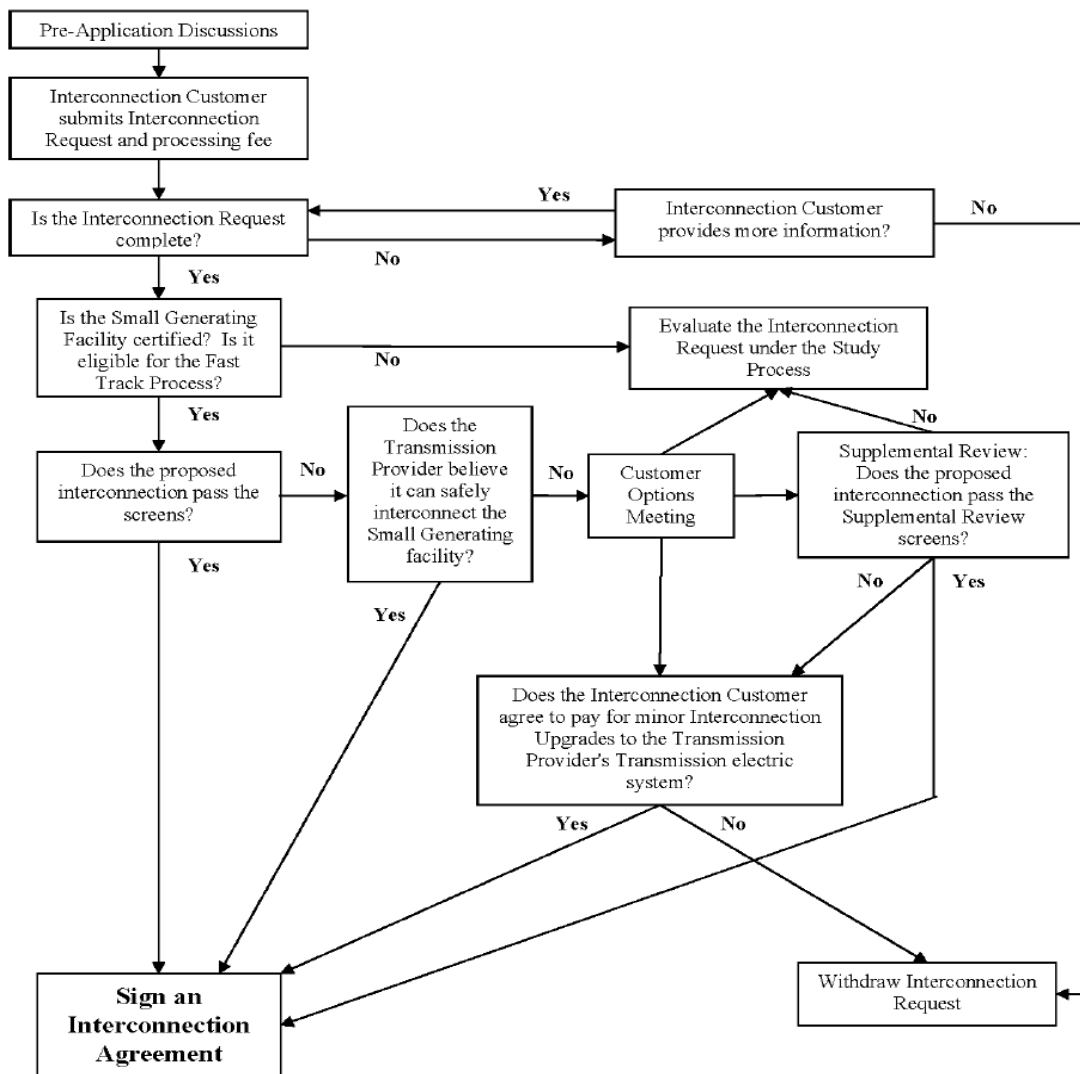 Pre-Application Discussions
Interconnection Customer
submits Interconnection
Request and processing fee
Is the Interconnection Request
complete?
Yes
No
Interconnection Customer
provides more information?
No
Yes
Is the Small Generating
Facility certified? Is it
eligible for the Fast
Track Process?
No
Evaluate the Interconnection
Request under the Study
Process
Yes
Does the proposed
interconnection pass the
screens?
No
Does the
Transmission
Provider believe
it can safely
interconnect the
Small Generating
facility?
No
Customer
Options
Meeting
No
Supplemental Review:
Does the proposed
interconnection pass the
Supplemental Review
screens?
Yes
Yes
No
Yes
Does the Interconnection Customer
agree to pay for minor Interconnection
Upgrades to the Transmission
Provider's Transmission electric
system?
Yes
No
Sign an
Interconnection
Agreement
Withdraw Interconnection
Request